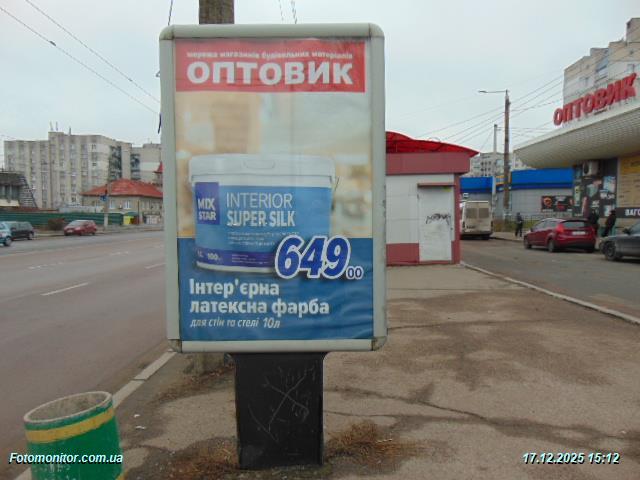 мережа магазинів будівельних матеріалів
ОПТОВИК
MIX
STAR
INTERIOR
SUPER SILK
649 00
Інтер'єрна
латексна фарба
для стін та стелі 10л
ОПТОВИК
Fotomonitor.com.ua
17.12.2025 15:12